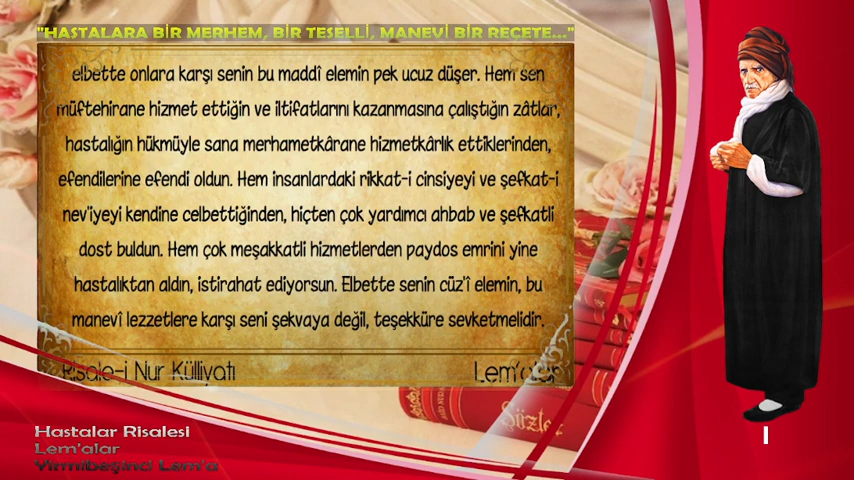 "HASTALARA BİR MERHEM, BİR TESELLİ, MANEVİ BİR REÇETE..."
elbette onlara karşı senin bu maddî elemin pek ucuz düşer. Hem sen
müftehirane hizmet ettiğin ve iltifatlarını kazanmasına çalıştığın zâtlar,
hastalığın hükmüyle sana merhametkârane hizmetkârlık ettiklerinden,
efendilerine efendi oldun. Hem insanlardaki rikkat-i cinsiyeyi ve şefkat-i
nev'iyeyi kendine celbettiğinden, hiçten çok yardımcı ahbab ve şefkatli
dost buldun. Hem çok meşakkatli hizmetlerden paydos emrini yine
hastalıktan aldın, istirahat ediyorsun. Elbette senin cüz'î elemin, bu
manevî lezzetlere karşı seni şekvaya değil, teşekküre sevketmelidir.
Risale-i Nur Külliyatı Lem'alar
Sözler
Hastalar Risalesi
Lem'alar
Yirmibeşinci Lem'a